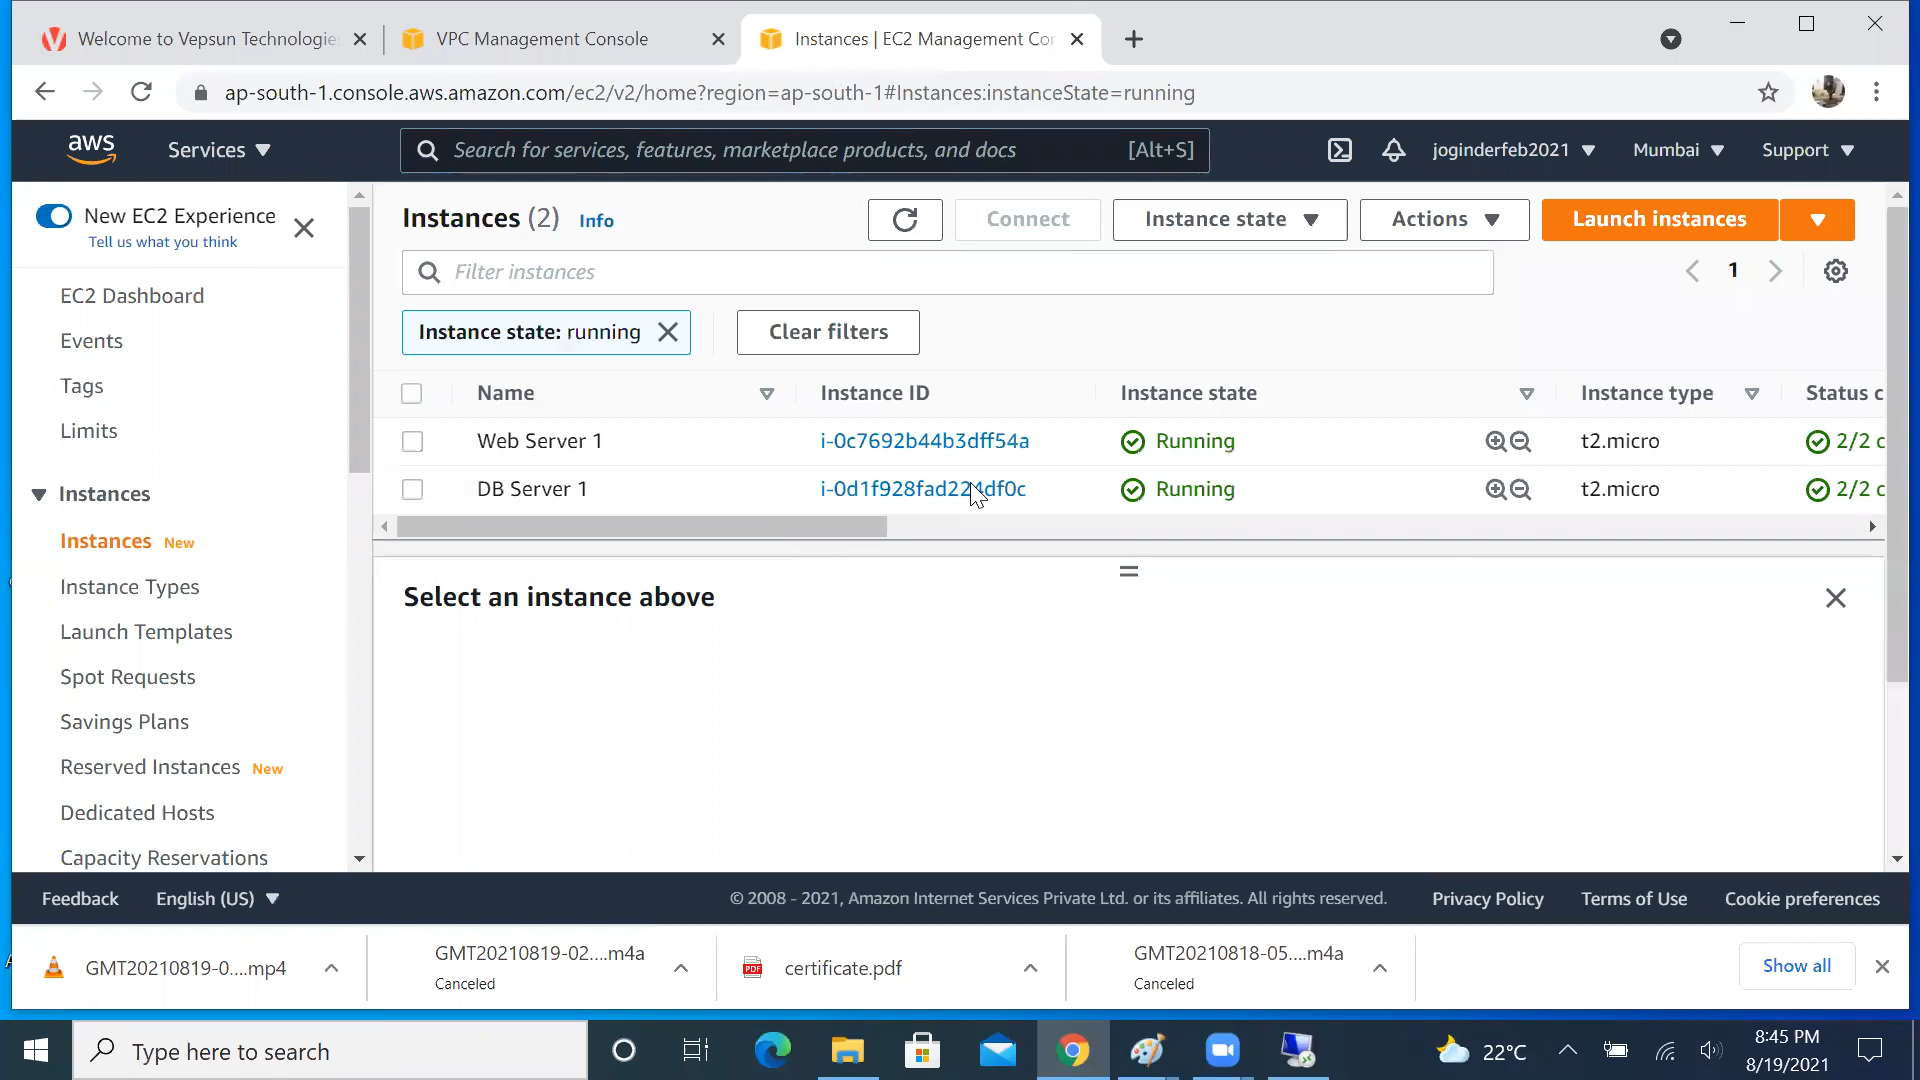 Welcome to Vepsun Technologie
VPC Management Console
Instances | EC2 Management Cor
ap-south-1.console.aws.amazon.com/ec2/v2/home?region=ap-south-1#Instances:instanceState=running
aws
Services
Search for services, features, marketplace products, and docs
[Alt+S]
joginderfeb2021
Mumbai
Support
New EC2 Experience
Tell us what you think
EC2 Dashboard
Events
Tags
Limits
Instances
Instances New
Instance Types
Launch Templates
Spot Requests
Savings Plans
Reserved Instances New
Dedicated Hosts
Capacity Reservations
Instances (2) Info
Connect
Instance state
Actions
Launch instances
Filter instances
1
Instance state: running
Clear filters
Name Instance ID Instance state Instance type Status c
Web Server 1 i-0c7692b44b3dff54a Running t2.micro 2/2 c
DB Server 1 i-0d1f928fad224df0c Running t2.micro 2/2 c
Select an instance above
Feedback
English (US)
© 2008 - 2021, Amazon Internet Services Private Ltd. or its affiliates. All rights reserved.
Privacy Policy
Terms of Use
Cookie preferences
GMT20210819-0....mp4
GMT20210819-02....m4a
Canceled
PDF
certificate.pdf
GMT20210818-05....m4a
Canceled
Show all
Type here to search
22°C
8:45 PM
8/19/2021